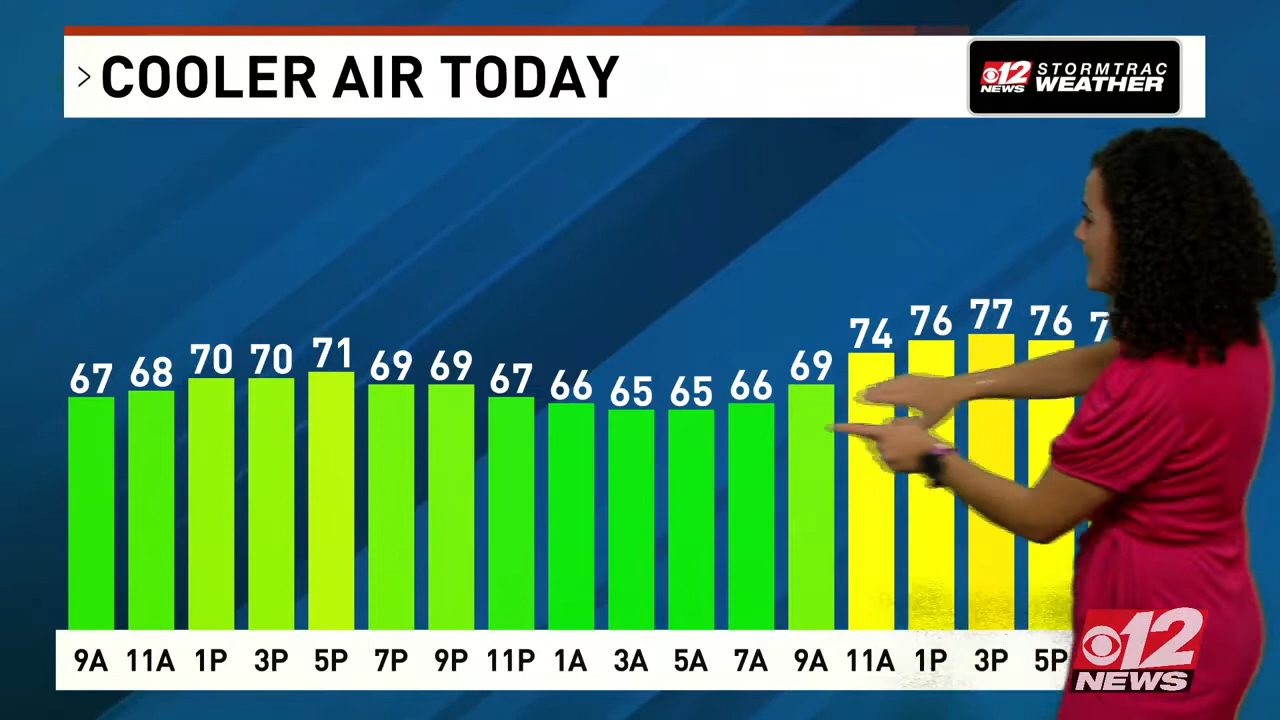 > COOLER AIR TODAY
12 NEWS
STORMTRAC
WEATHER
67 68 70 70 71 69 69 67 66 65 65 66 69 74 76 77 76 7
9A 11A 1P 3P 5P 7P 9P 11P 1A 3A 5A 7A 9A 11A 1P 3P 5P
12
NEWS